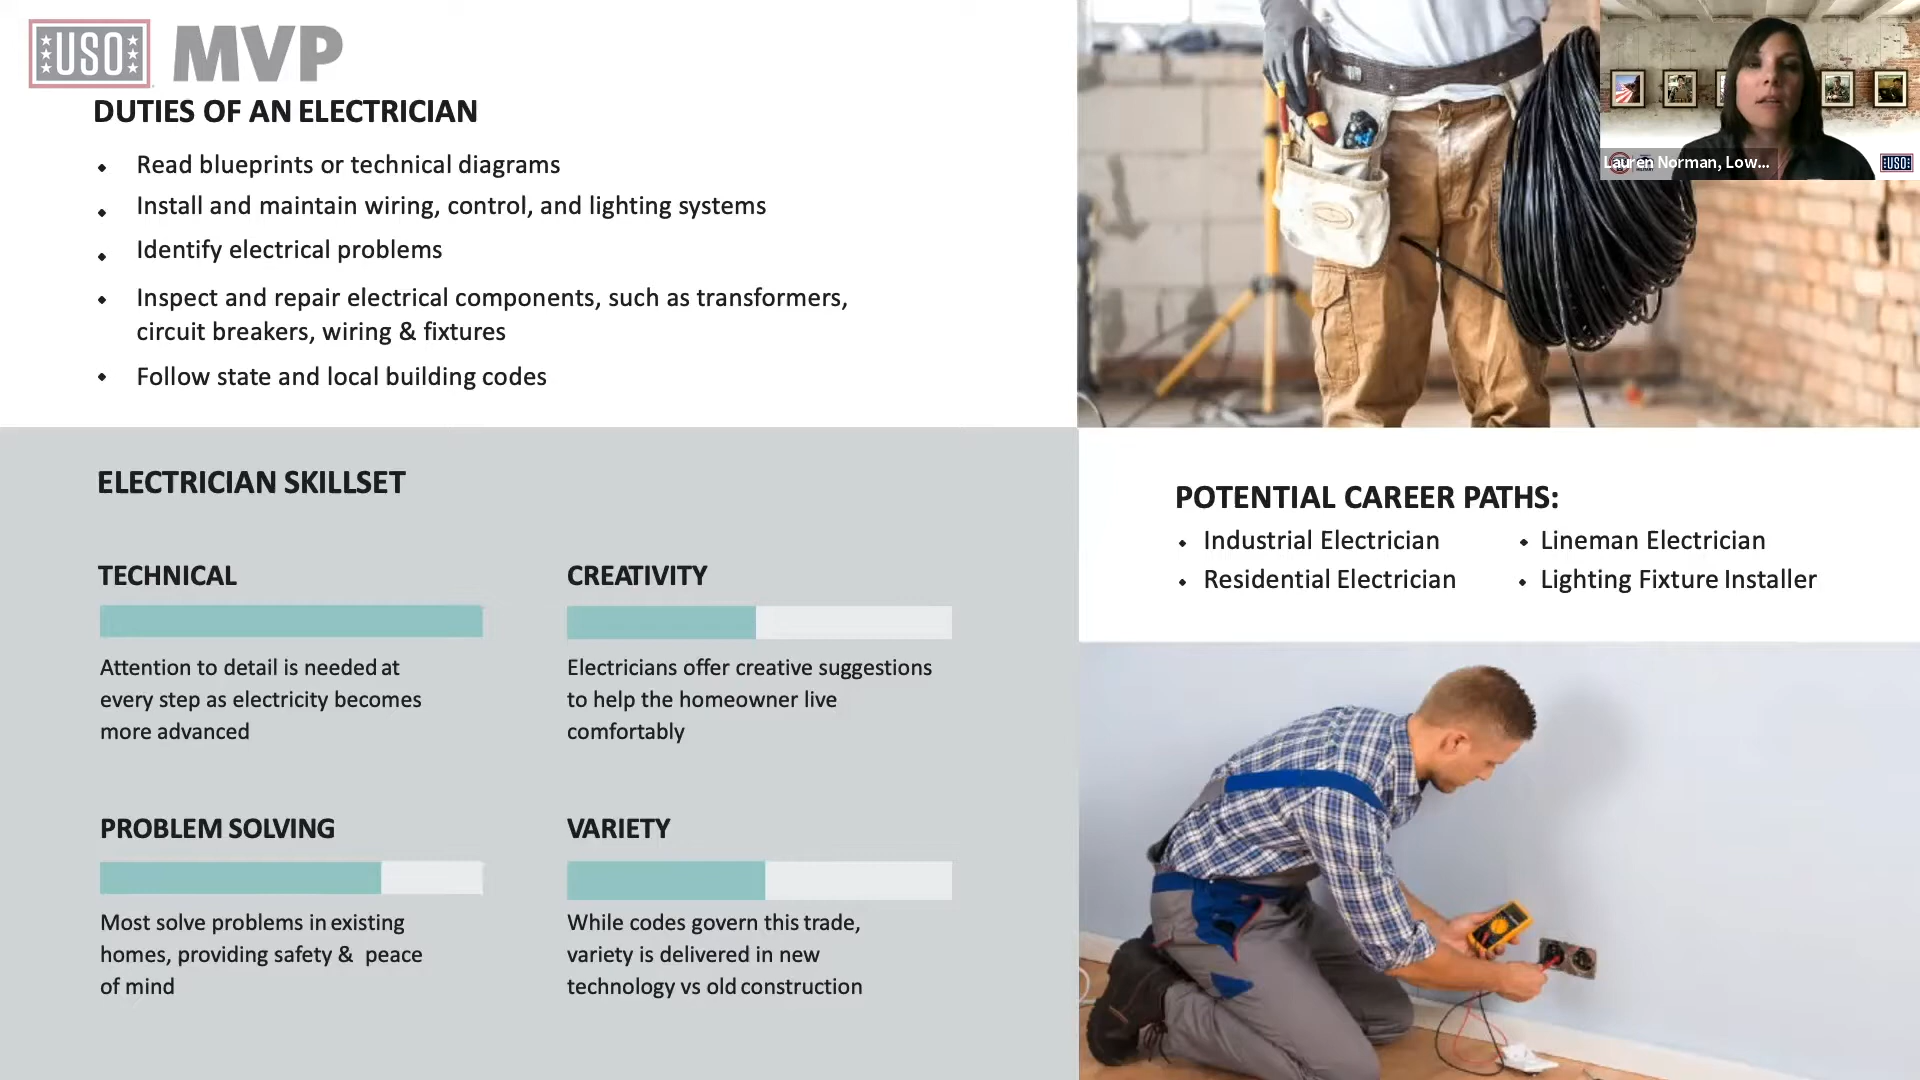 USO MVP
DUTIES OF AN ELECTRICIAN
Read blueprints or technical diagrams
Install and maintain wiring, control, and lighting systems
Identify electrical problems
Inspect and repair electrical components, such as transformers,
circuit breakers, wiring & fixtures
Follow state and local building codes
Lauren Norman, Low...
USO
ELECTRICIAN SKILLSET
TECHNICAL
Attention to detail is needed at
every step as electricity becomes
more advanced
CREATIVITY
Electricians offer creative suggestions
to help the homeowner live
comfortably
PROBLEM SOLVING
Most solve problems in existing
homes, providing safety & peace
of mind
VARIETY
While codes govern this trade,
variety is delivered in new
technology vs old construction
POTENTIAL CAREER PATHS:
Industrial Electrician
Residential Electrician
Lineman Electrician
Lighting Fixture Installer